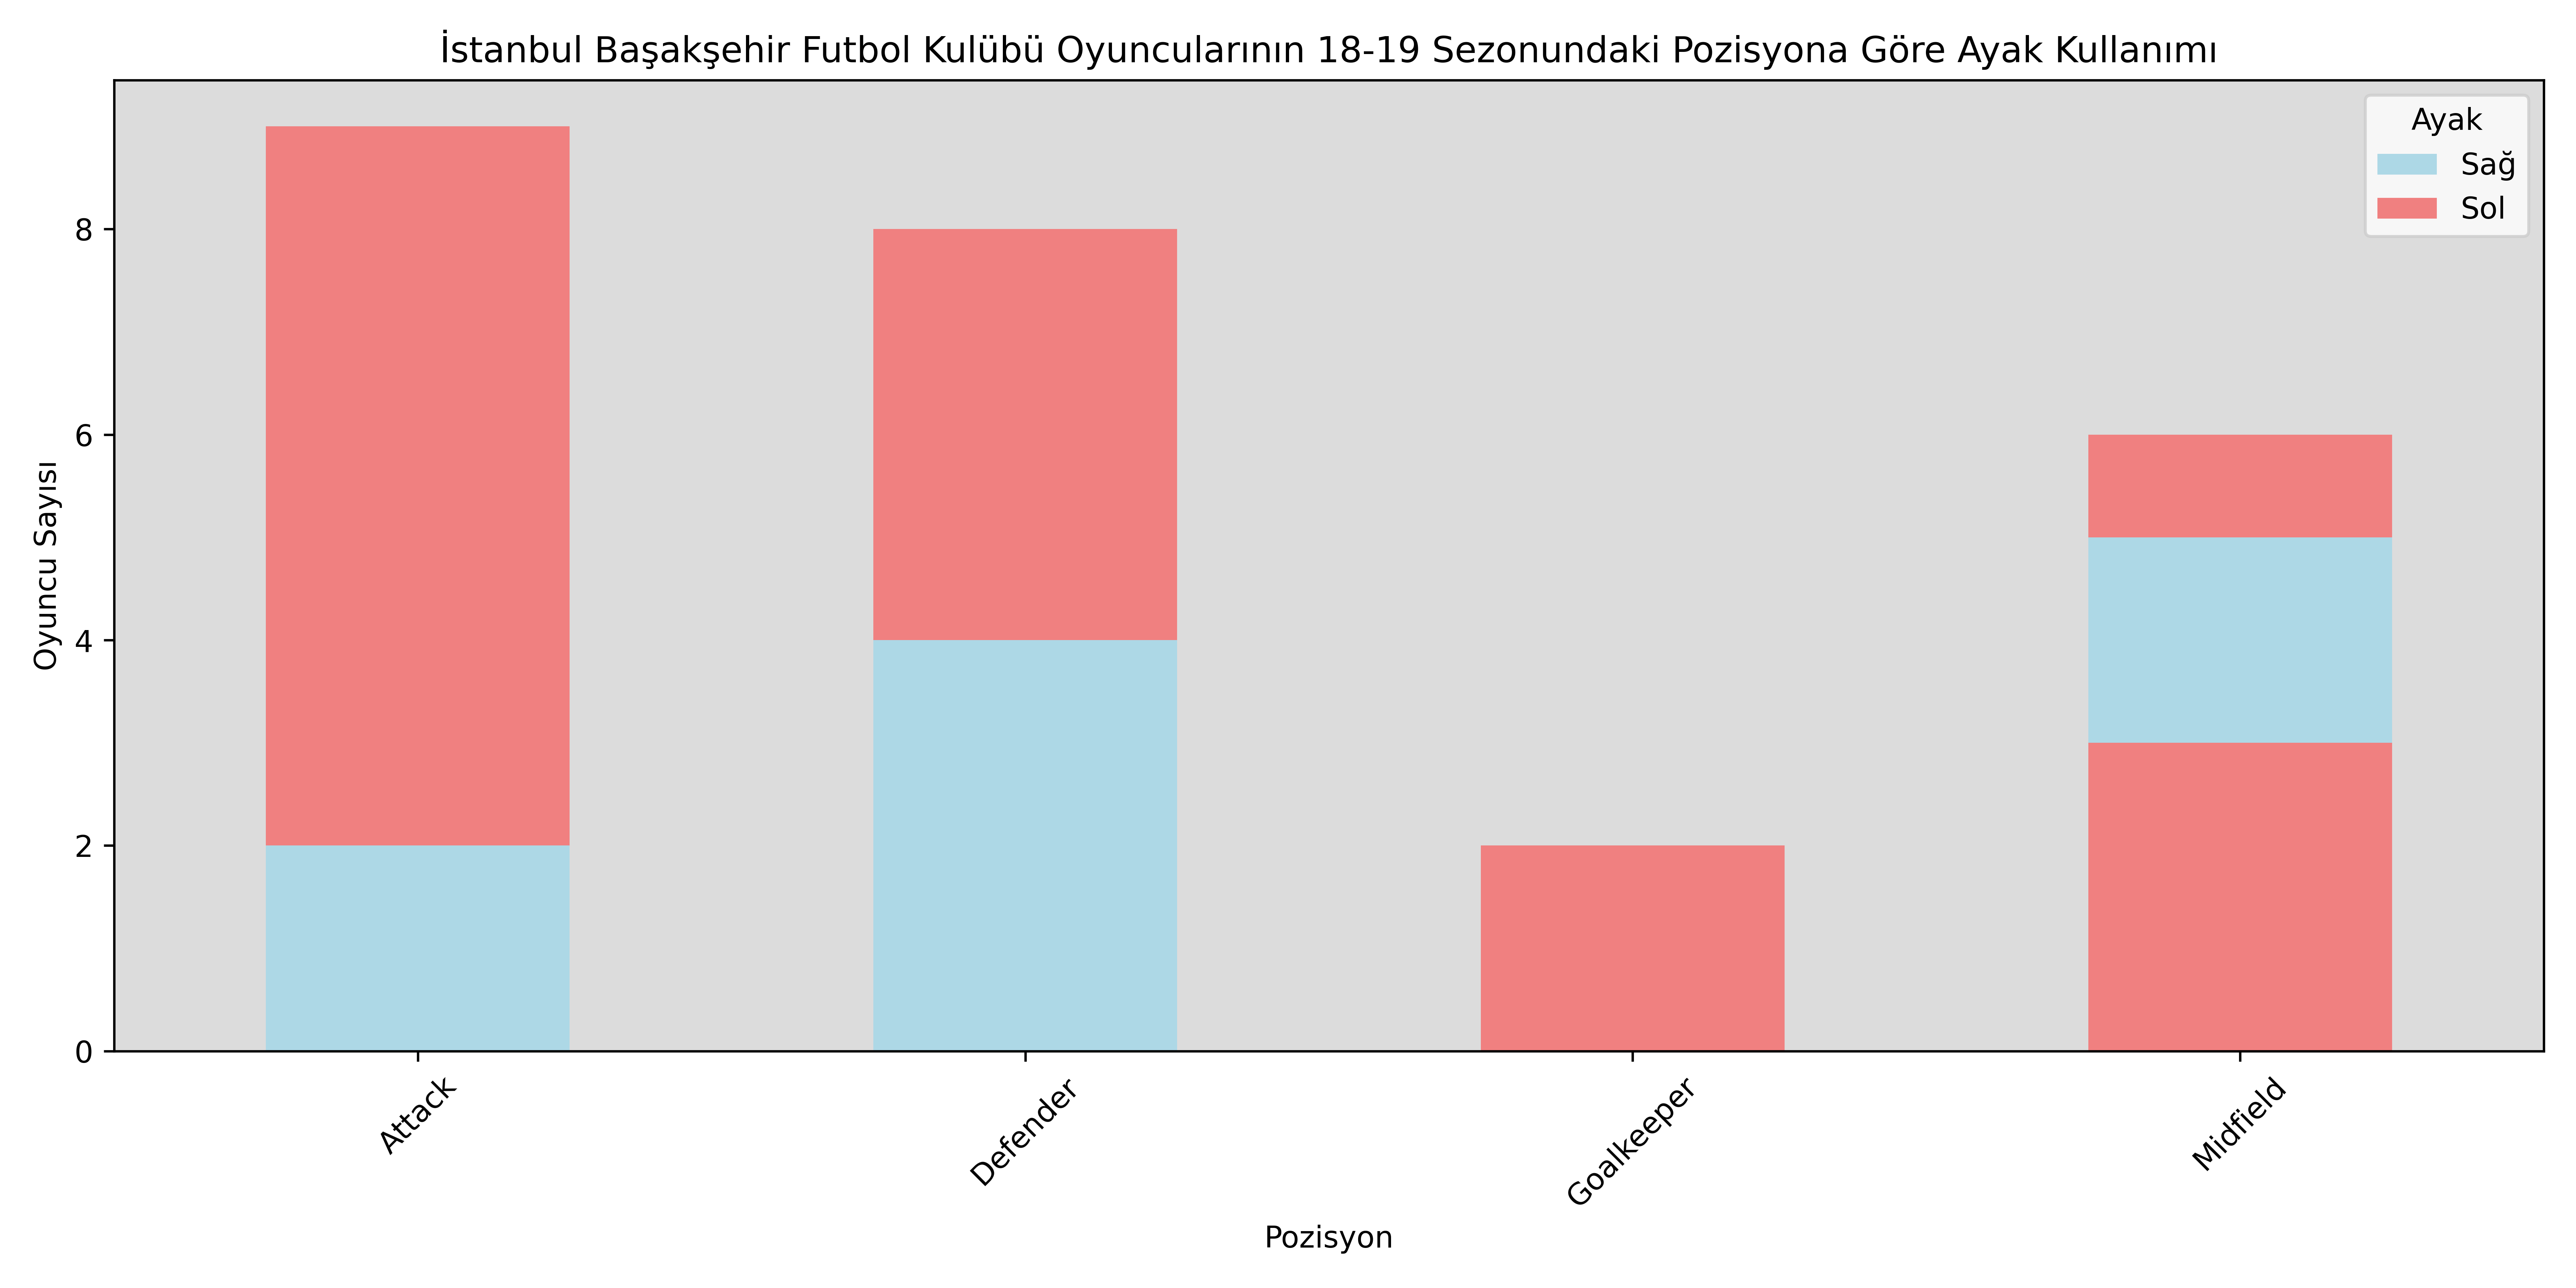 İstanbul Başakşehir Futbol Kulübü Oyuncularının 18-19 Sezonundaki Pozisyona Göre Ayak Kullanımı
Ayak
Sağ
Sol
Oyuncu Sayısı
8
6
4
2
0
Attack
Defender
Goalkeeper
Midfield
Pozisyon